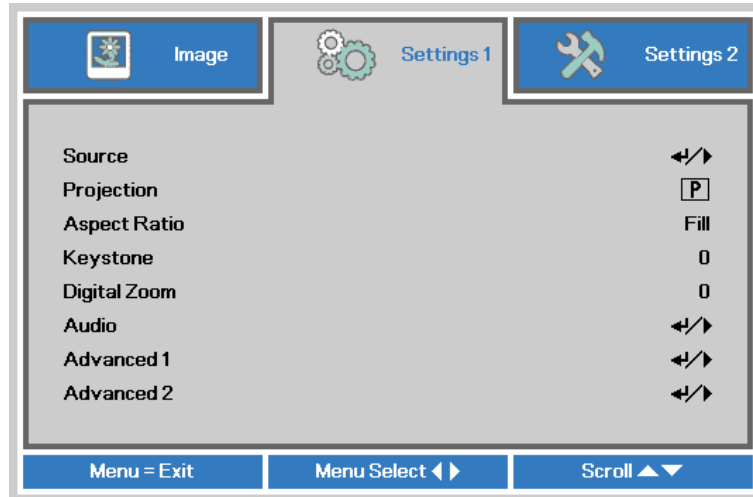 Image Settings 1 Settings 2
Source
Projection P
Aspect Ratio Fill
Keystone 0
Digital Zoom 0
Audio
Advanced 1
Advanced 2
Menu = Exit Menu Select Scroll